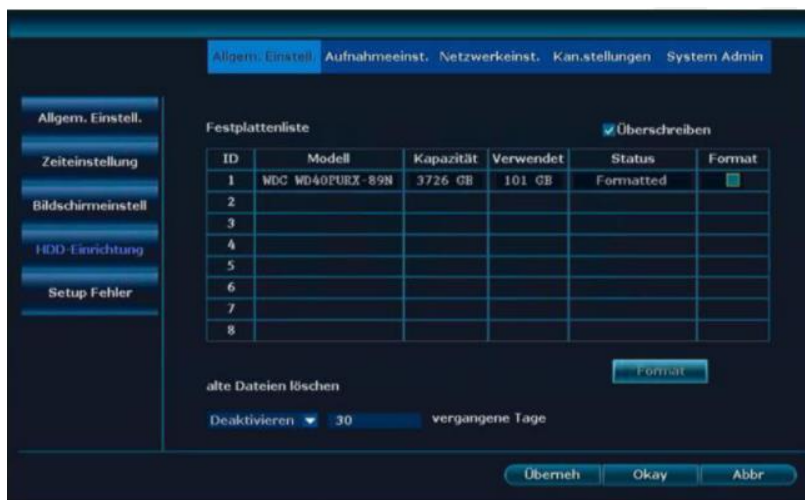 Allgem. Einstell. Aufnahmeeinst. Netzwerkeinst. Kan.stellungen System Admin
Allgem. Einstell.
Zeiteinstellung
Bildschirmeinstell
HDD-Einrichtung
Setup Fehler
Festplattenliste Überschreiben
ID Modell Kapazität Verwendet Status Format
1 WDC WD40PURX-89N 3726 GB 101 GB Formatted
2
3
4
5
6
7
8
Format
alte Dateien löschen
Deaktivieren 30 vergangene Tage
Überneh Okay Abbr